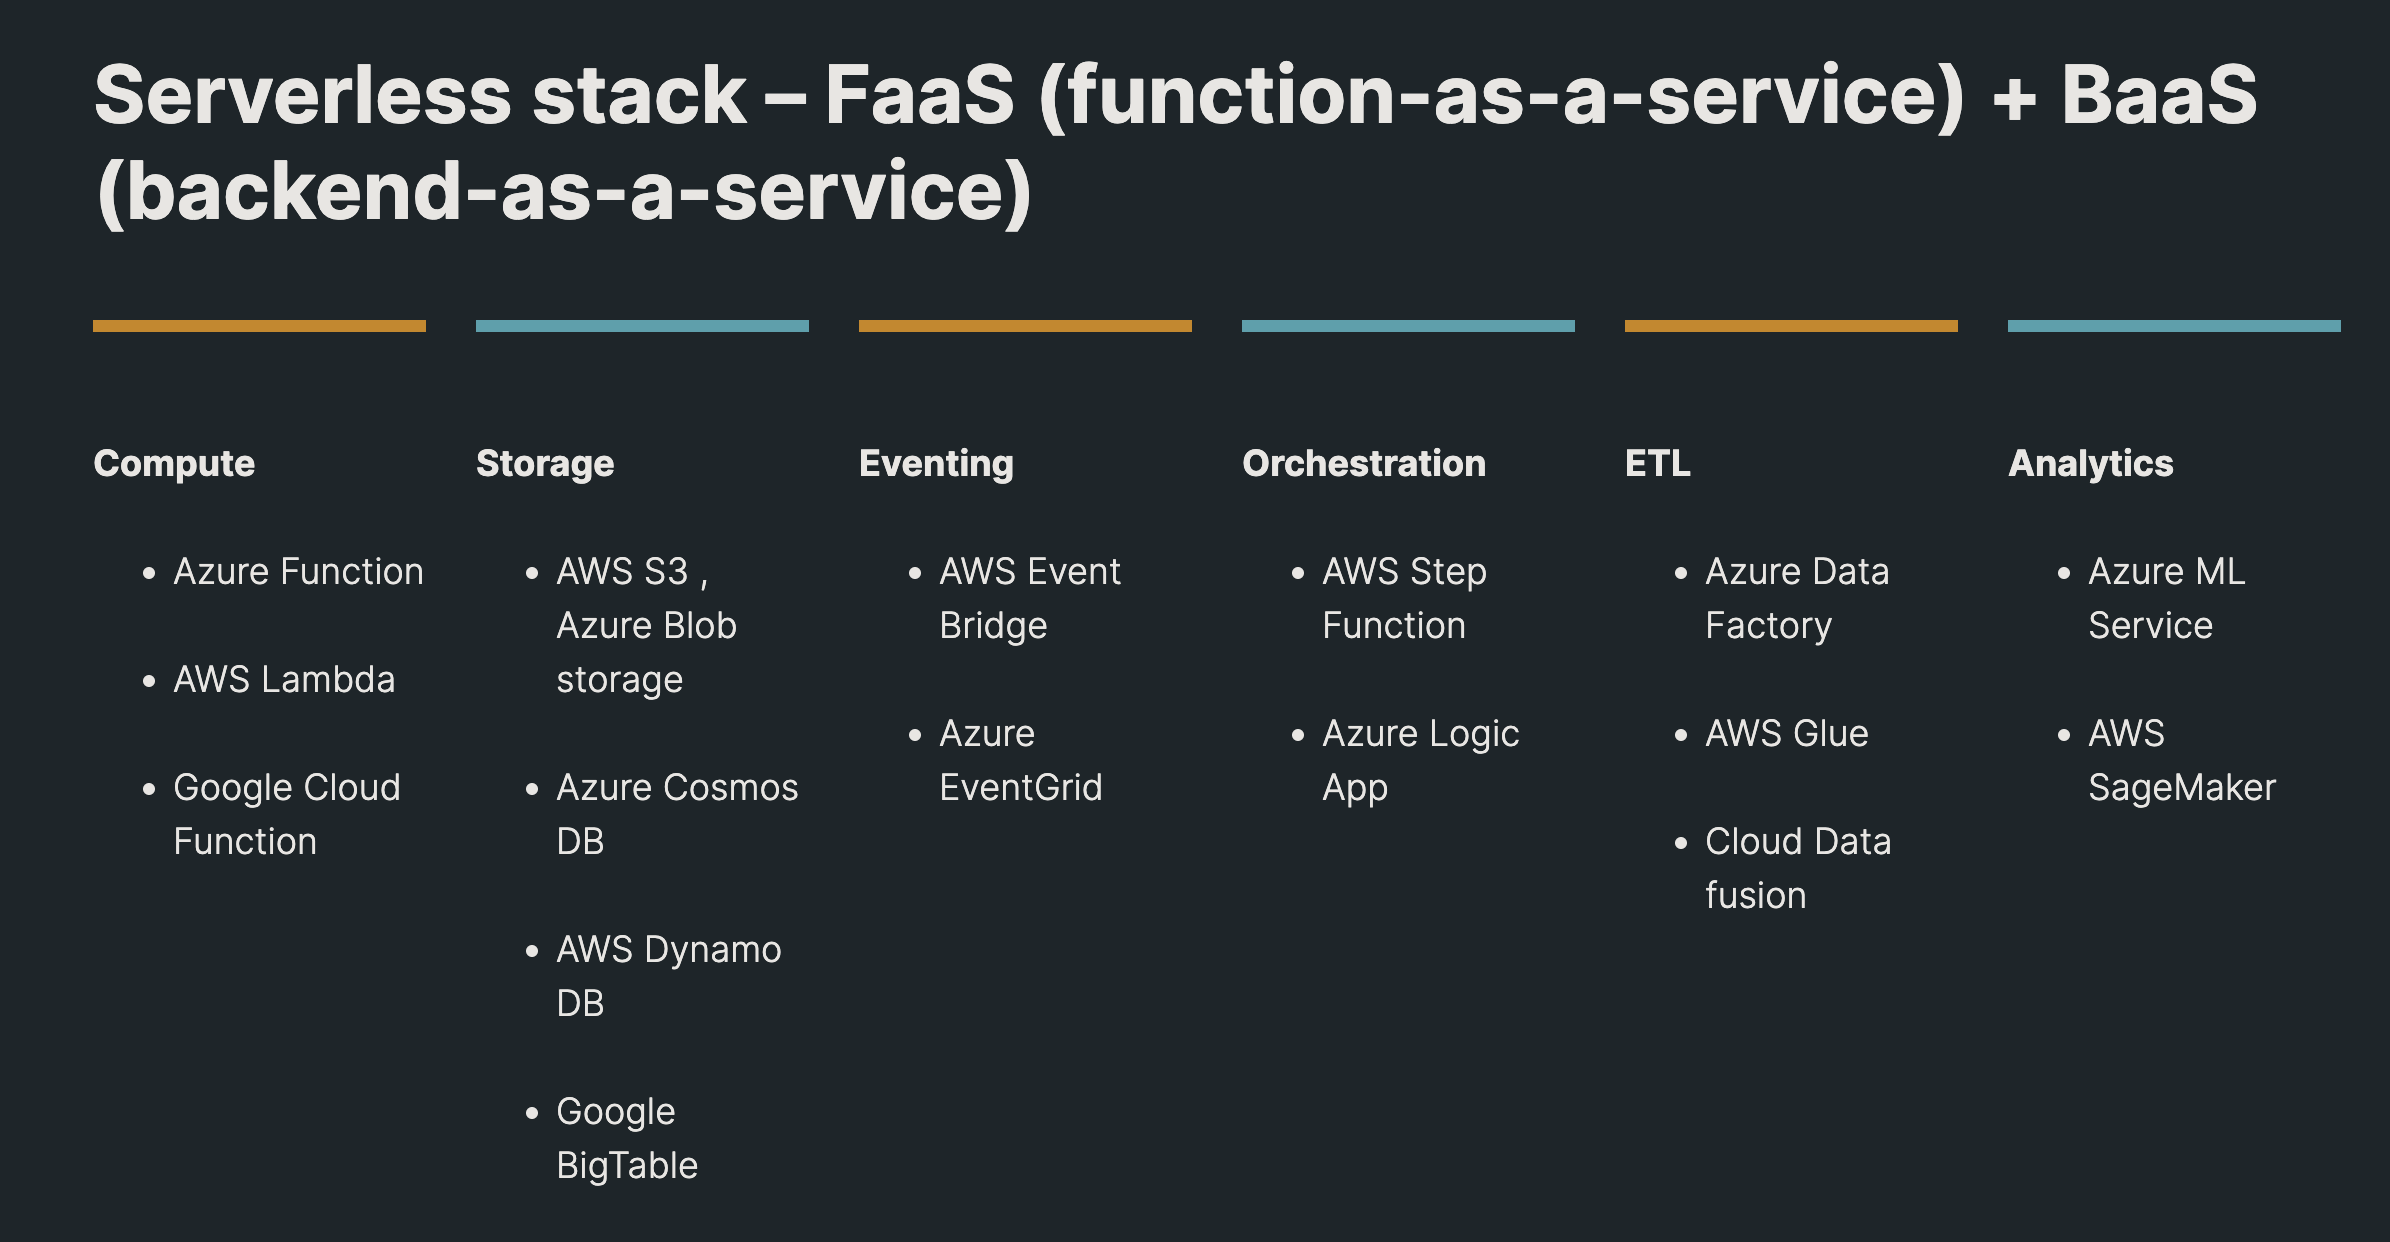 Serverless stack – FaaS (function-as-a-service) + BaaS
(backend-as-a-service)
Compute
Azure Function
AWS Lambda
Google Cloud
Function
Storage
AWS S3 ,
Azure Blob
storage
Azure Cosmos
DB
AWS Dynamo
DB
Google
BigTable
Eventing
AWS Event
Bridge
Azure
EventGrid
Orchestration
AWS Step
Function
Azure Logic
App
ETL
Azure Data
Factory
AWS Glue
Cloud Data
fusion
Analytics
Azure ML
Service
AWS
SageMaker